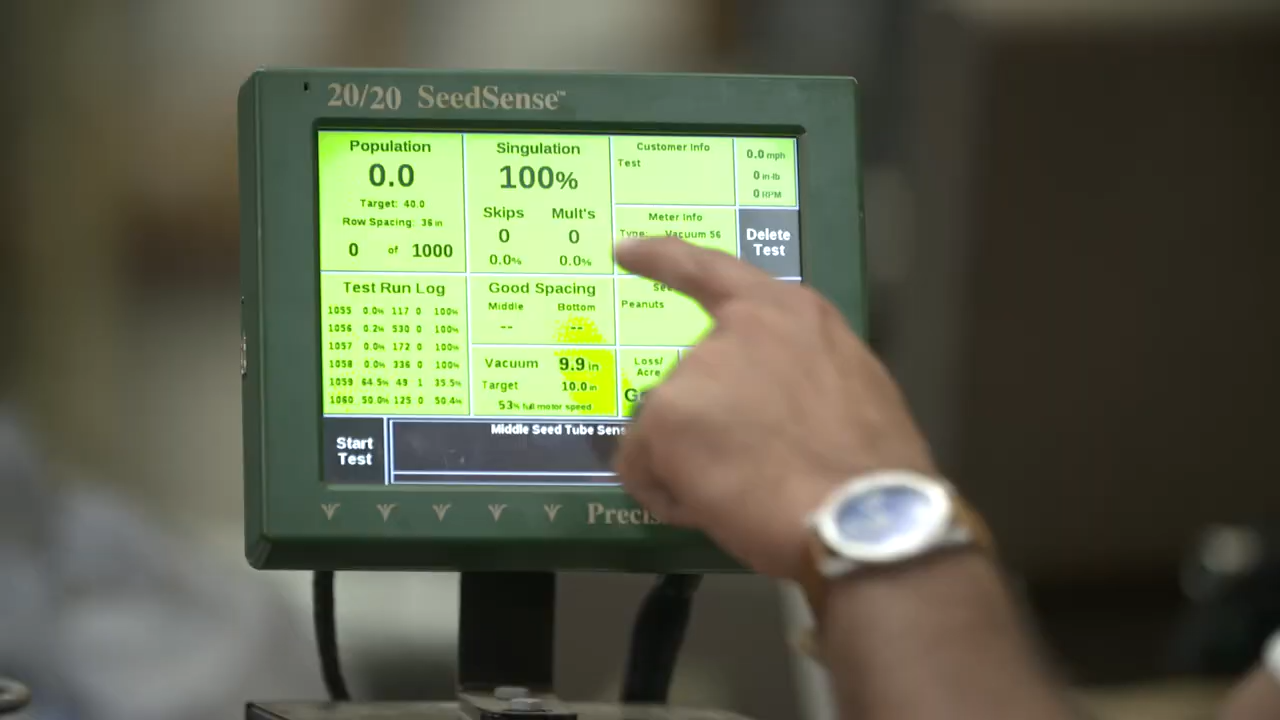 20/20 SeedSense™
Population
0.0
Target: 40.0
Row Spacing: 36 in
0 of 1000
Singulation
100%
Skips Mult's
0 0
0.0% 0.0%
Customer Info
Test
0.0 mph
0 in-lb
0 RPM
Meter Info
Type: Vacuum 56
Delete
Test
Test Run Log
1055 0.0% 117 0 100%
1056 0.2% 530 0 100%
1057 0.0% 172 0 100%
1058 0.0% 336 0 100%
1059 64.5% 49 1 35.5%
1060 50.0% 125 0 50.4%
Good Spacing
Middle Bottom
-- --
Peanuts
Vacuum 9.9 in
Target 10.0 in
53% full motor speed
Loss/
Acre
Start
Test
Middle Seed Tube Sens